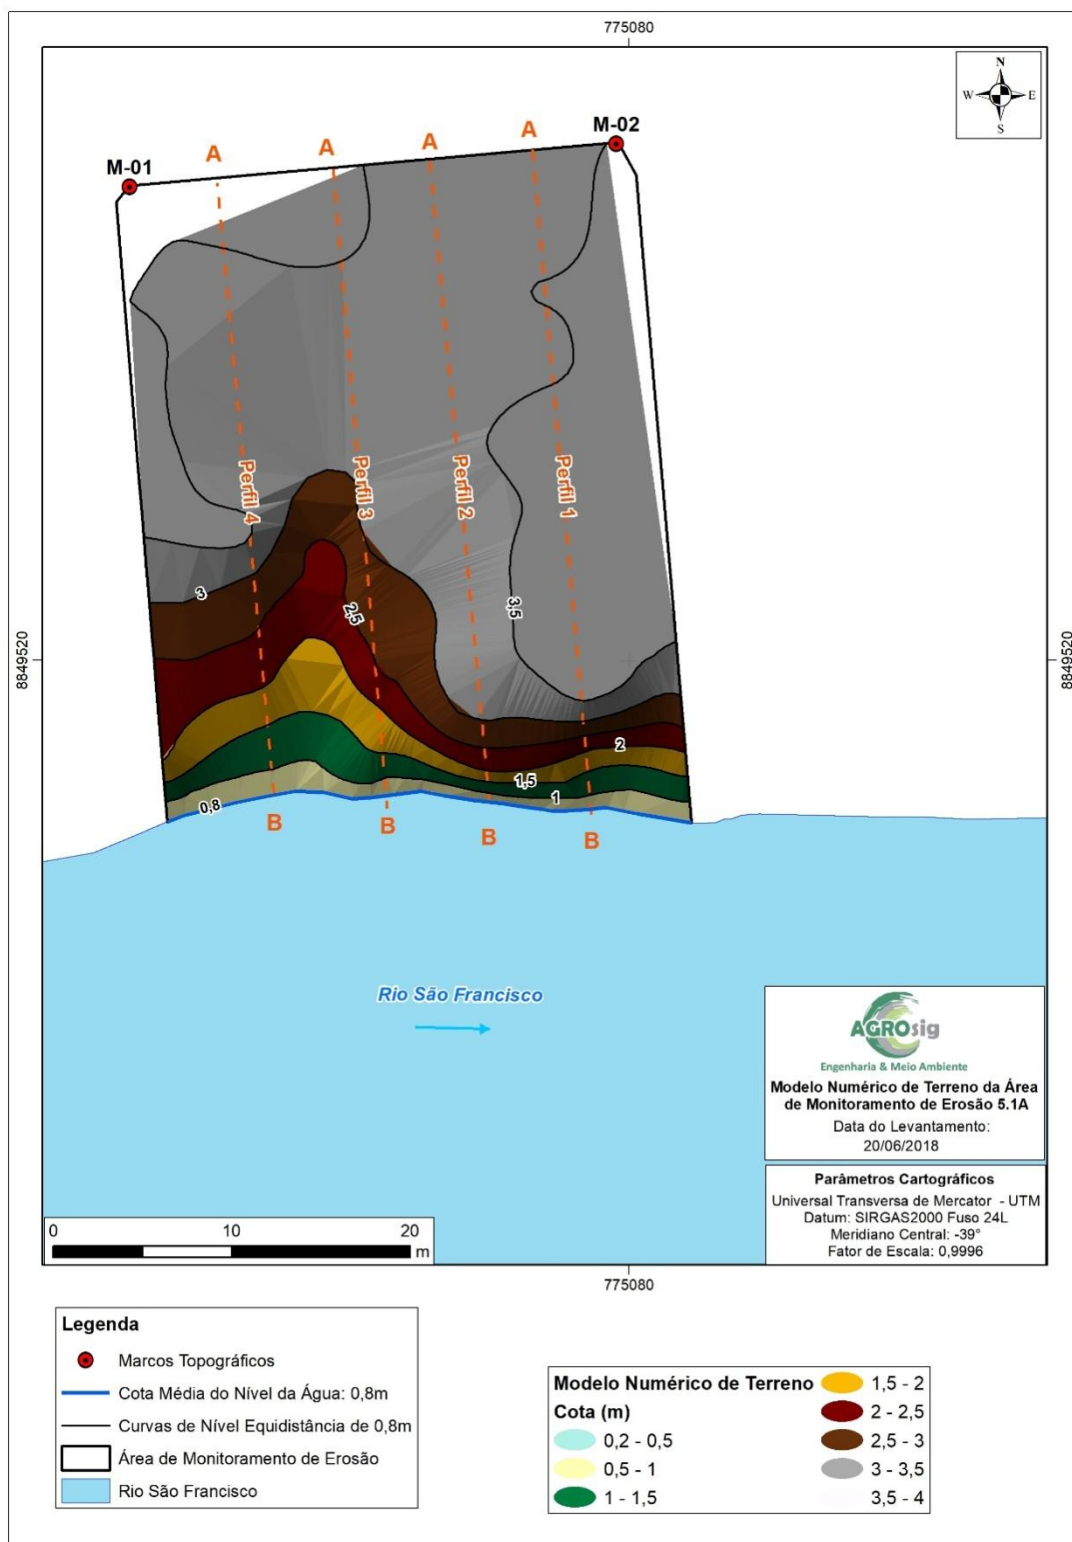 775080
N
W E
S
M-01
A
A
A
A
M-02
Perfil 4
Perfil 3
Perfil 2
Perfil 1
3
2,5
3,5
2
1,5
1
0,8
B
B
B
B
8849520
8849520
Rio São Francisco
AGROsig
Engenharia & Meio Ambiente
Modelo Numérico de Terreno da Área
de Monitoramento de Erosão 5.1A
Data do Levantamento:
20/06/2018
Parâmetros Cartográficos
Universal Transversa de Mercator - UTM
Datum: SIRGAS2000 Fuso 24L
Meridiano Central: -39°
Fator de Escala: 0,9996
0 10 20
m
775080
Legenda
Marcos Topográficos
Cota Média do Nível da Água: 0,8m
Curvas de Nível Equidistância de 0,8m
Área de Monitoramento de Erosão
Rio São Francisco
Modelo Numérico de Terreno
Cota (m)
0,2 - 0,5
0,5 - 1
1 - 1,5
1,5 - 2
2 - 2,5
2,5 - 3
3 - 3,5
3,5 - 4